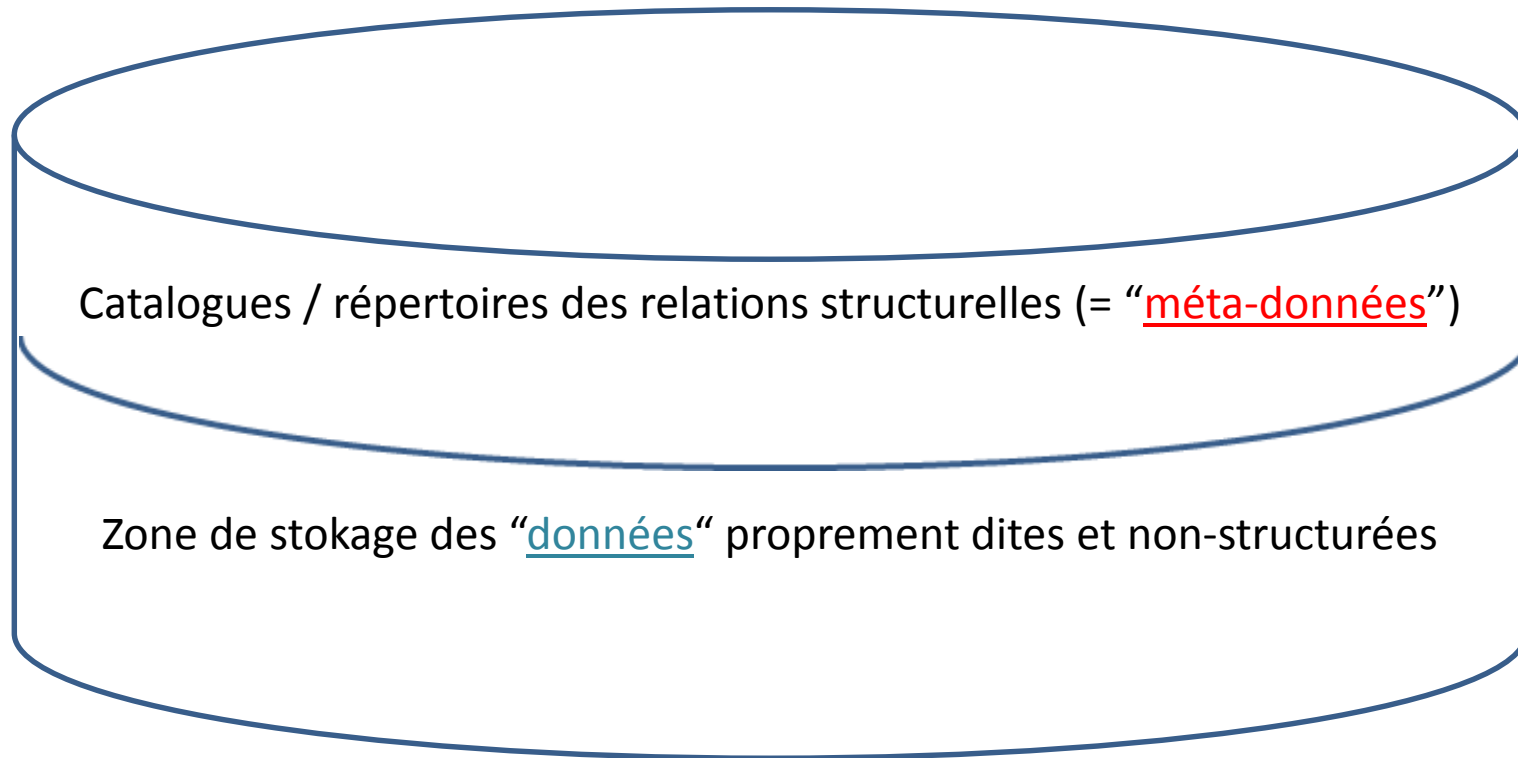 Catalogues / répertoires des relations structurelles (= “méta-données”)
Zone de stokage des “données“ proprement dites et non-structurées